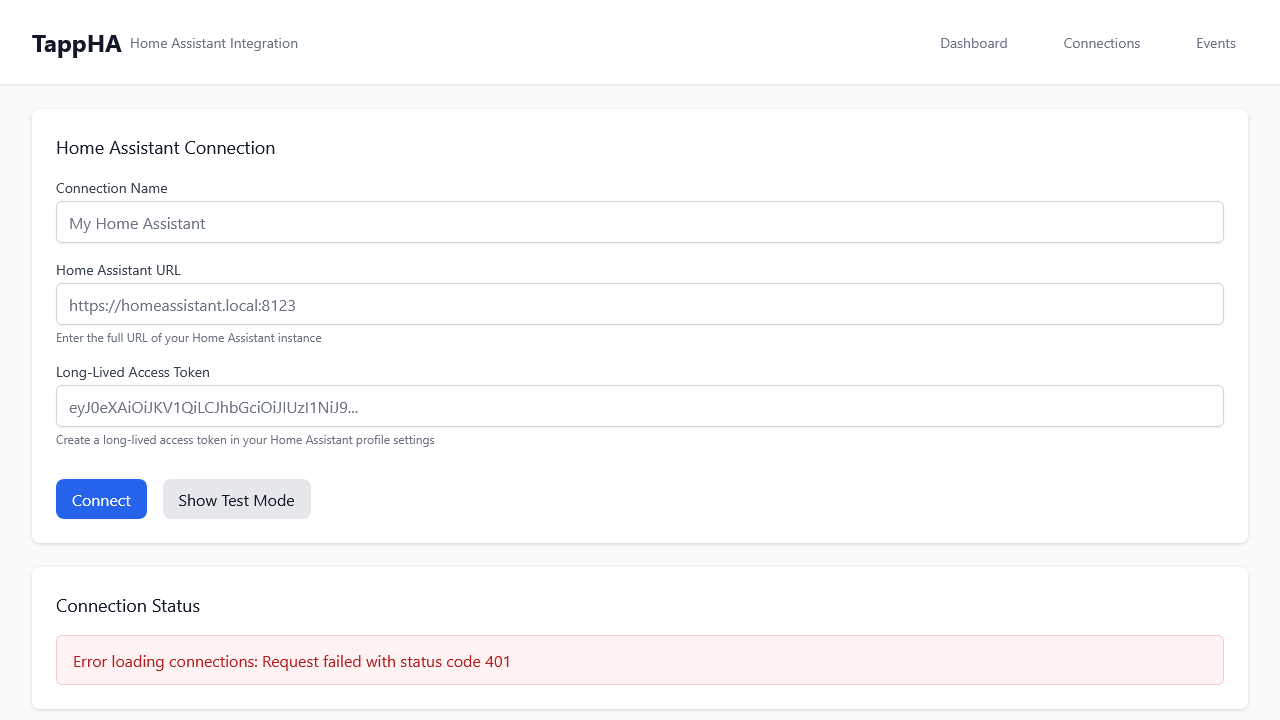 TappHA Home Assistant Integration Dashboard Connections Events
Home Assistant Connection
Connection Name
My Home Assistant
Home Assistant URL
https://homeassistant.local:8123
Enter the full URL of your Home Assistant instance
Long-Lived Access Token
eyJ0eXAiOiJKV1QiLCJhbGciOiJIUzI1NiJ9...
Create a long-lived access token in your Home Assistant profile settings
Connect Show Test Mode
Connection Status
Error loading connections: Request failed with status code 401